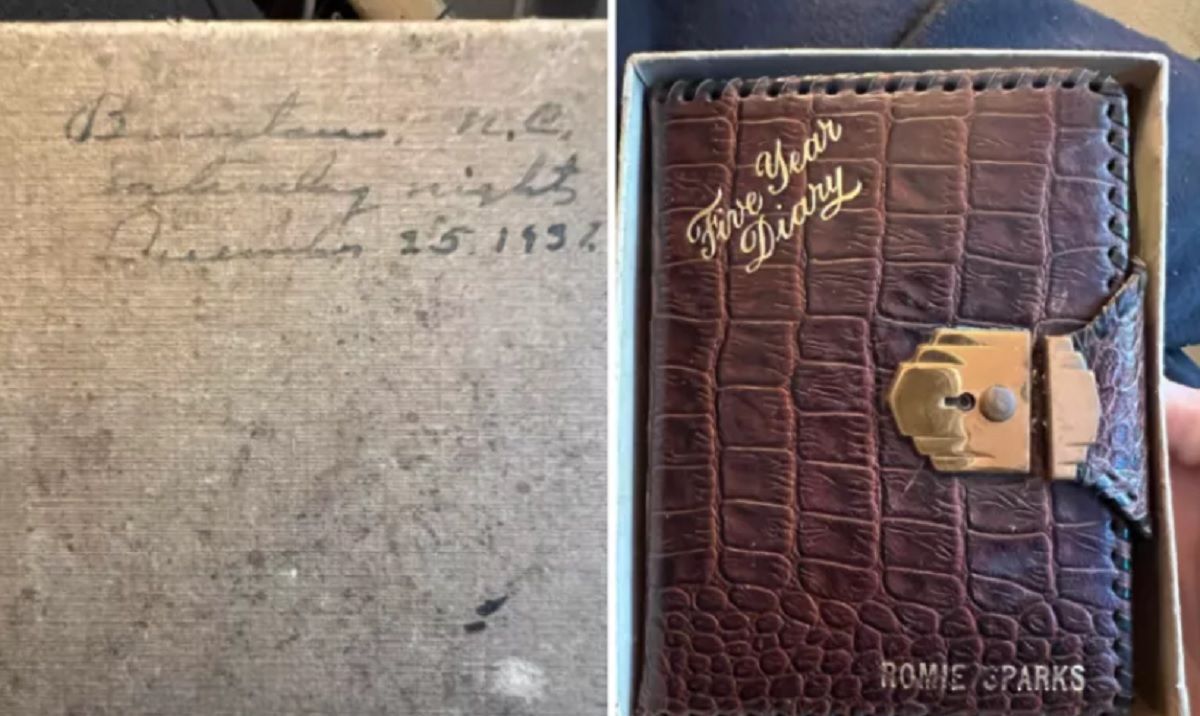 N.C.
Saturday night
December 25, 1937
Five Year
Diary
ROMIE SPARKS